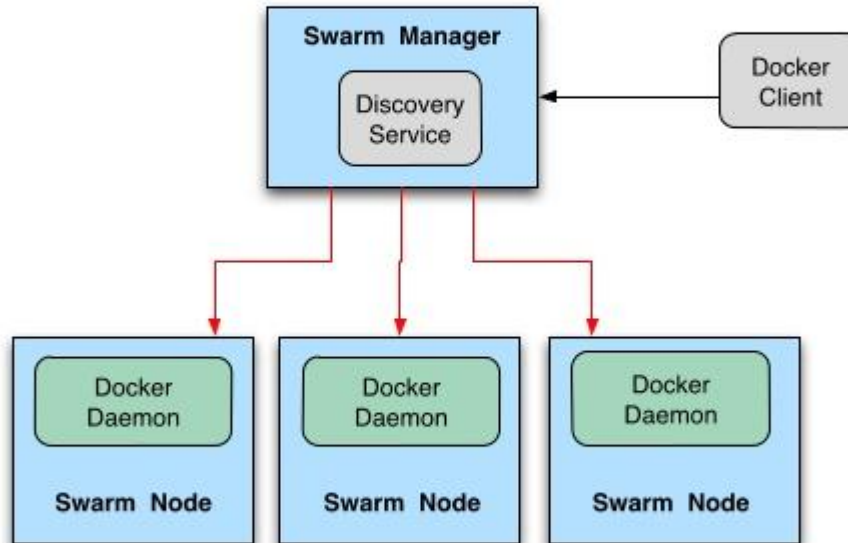 Swarm Manager
Discovery
Service
Docker
Client
Docker
Daemon
Swarm Node
Docker
Daemon
Swarm Node
Docker
Daemon
Swarm Node